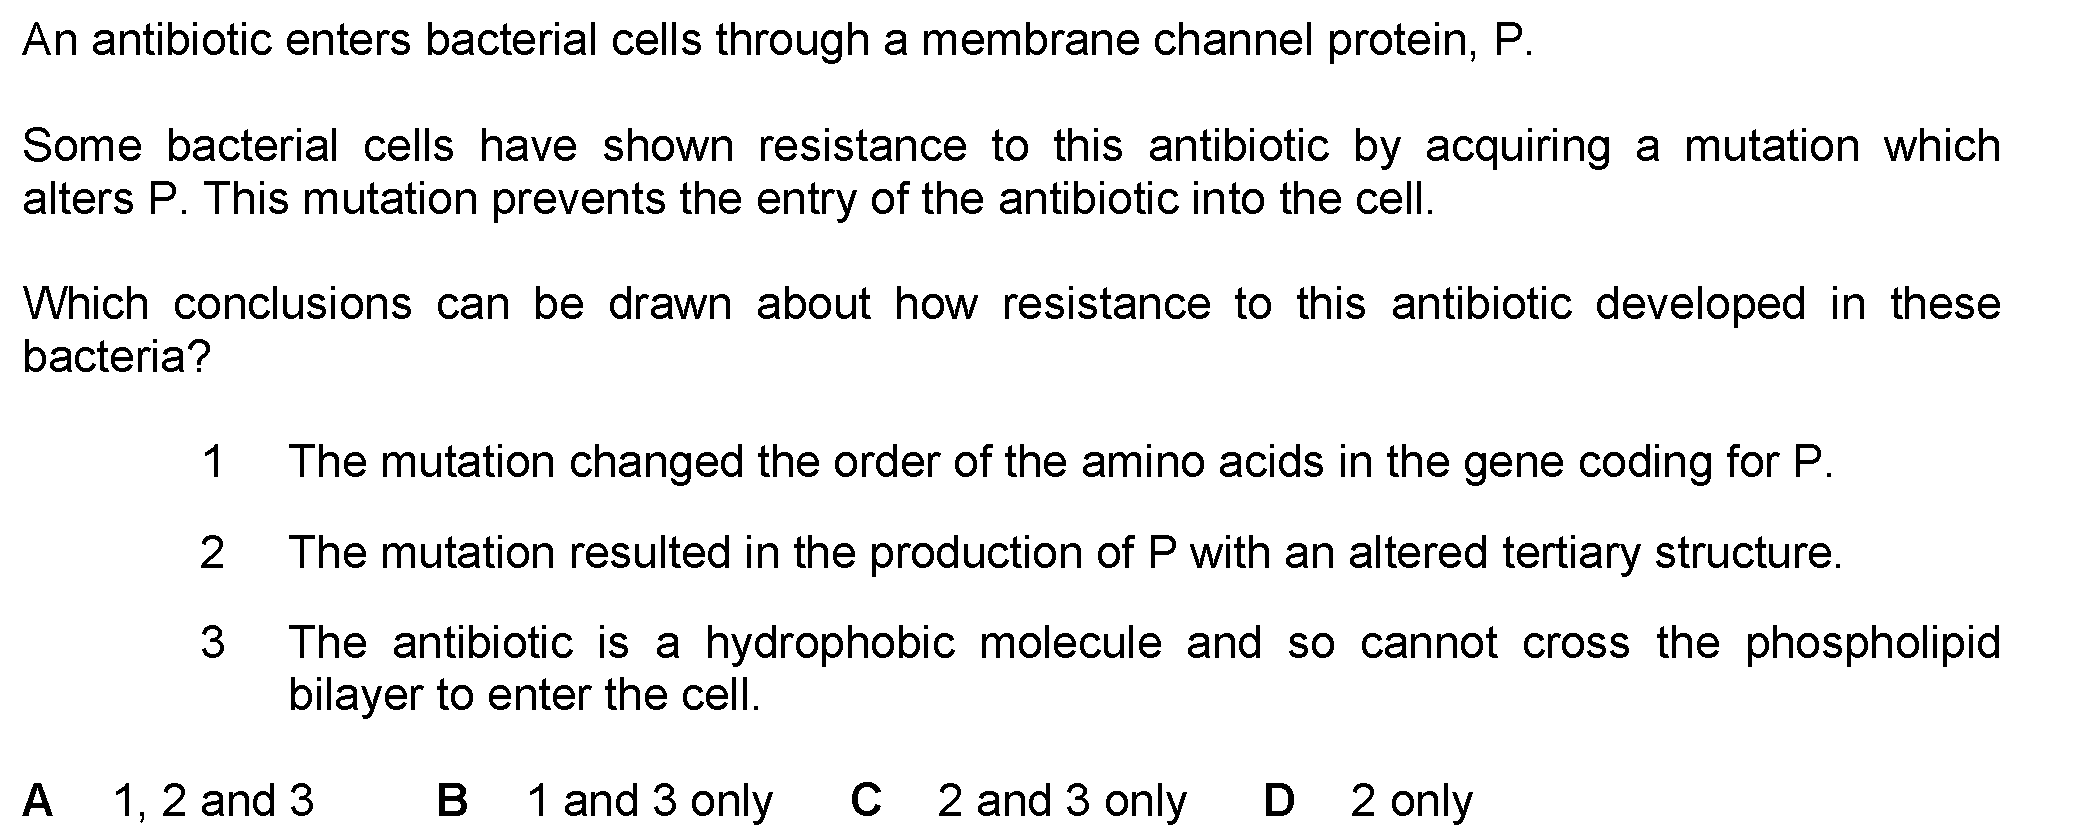 An antibiotic enters bacterial cells through a membrane channel protein, P.
Some bacterial cells have shown resistance to this antibiotic by acquiring a mutation which
alters P. This mutation prevents the entry of the antibiotic into the cell.
Which conclusions can be drawn about how resistance to this antibiotic developed in these
bacteria?
1 The mutation changed the order of the amino acids in the gene coding for P.
2 The mutation resulted in the production of P with an altered tertiary structure.
3 The antibiotic is a hydrophobic molecule and so cannot cross the phospholipid
bilayer to enter the cell.
A 1, 2 and 3 B 1 and 3 only C 2 and 3 only D 2 only